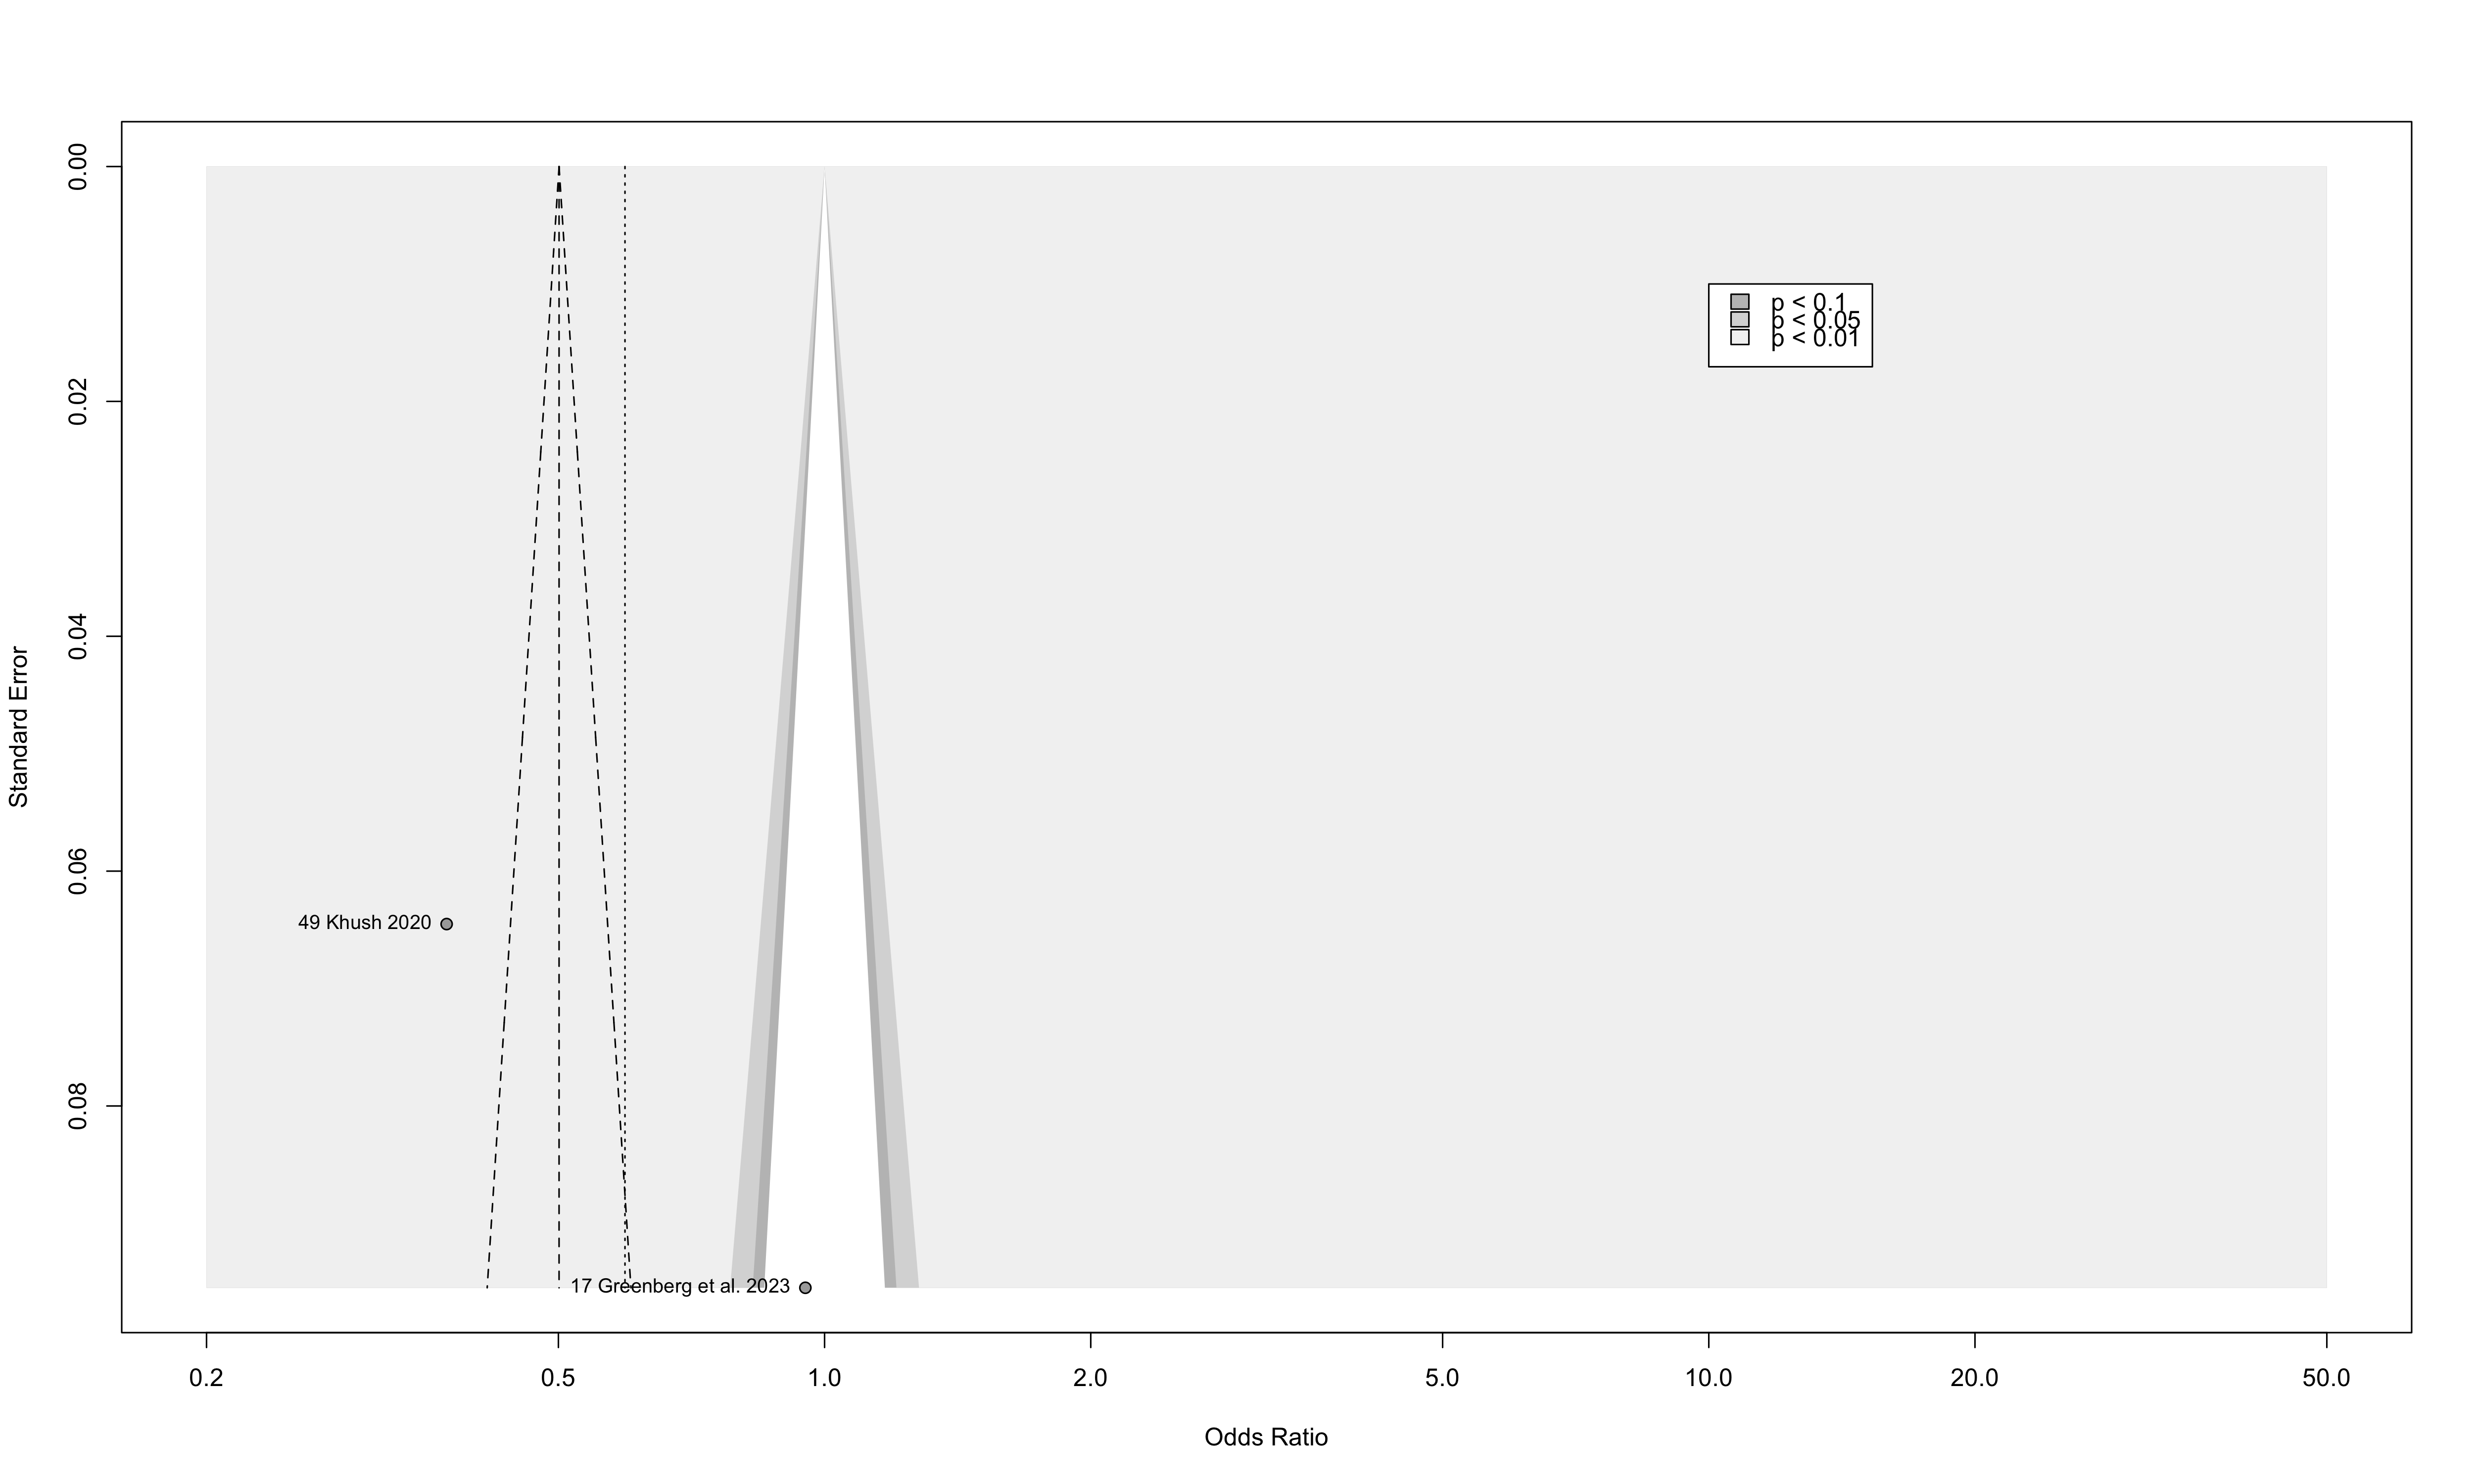 0.00
0.02
0.04
0.06
0.08
Standard Error
p < 0.1
p < 0.05
p < 0.01
49 Khush 2020
17 Greenberg et al. 2023
0.2 0.5 1.0 2.0 5.0 10.0 20.0 50.0
Odds Ratio